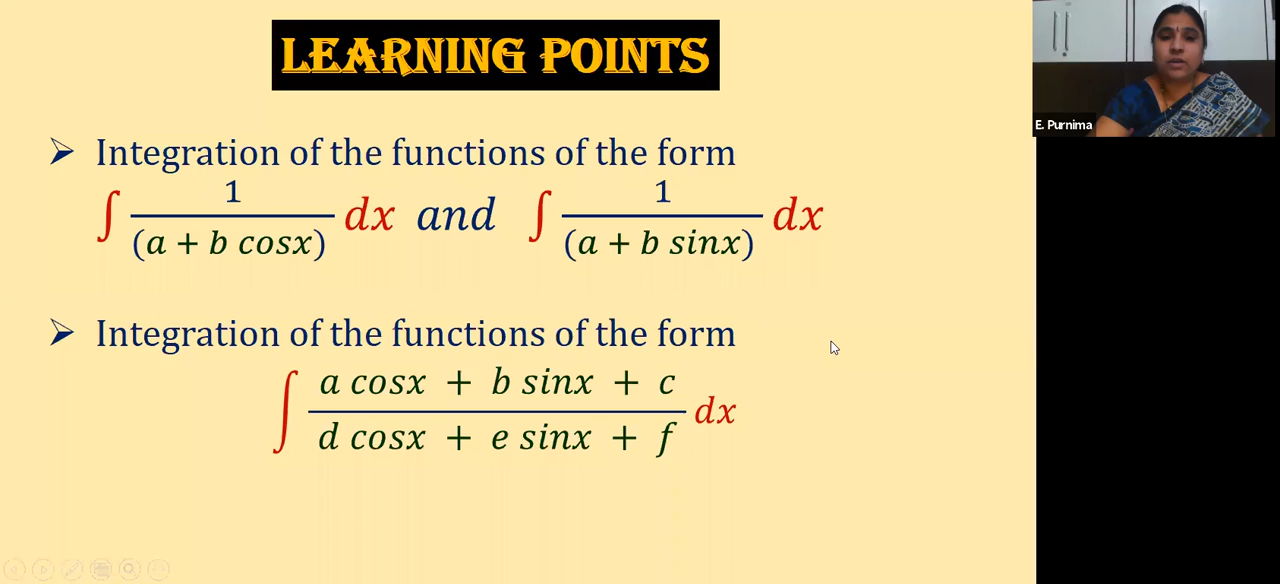 LEARNING POINTS
E. Purnima
➢ Integration of the functions of the form
∫ 1/(a + b cosx) dx and ∫ 1/(a + b sinx) dx
➢ Integration of the functions of the form
∫ (a cosx + b sinx + c)/(d cosx + e sinx + f) dx